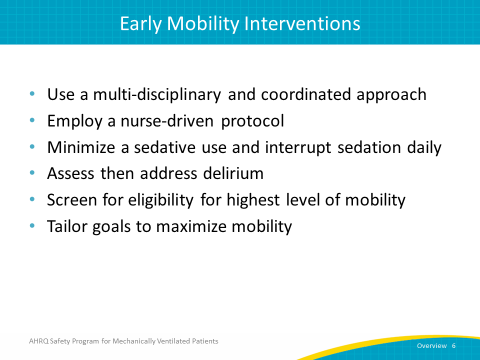 Early Mobility Interventions
• Use a multi-disciplinary and coordinated approach
• Employ a nurse-driven protocol
• Minimize a sedative use and interrupt sedation daily
• Assess then address delirium
• Screen for eligibility for highest level of mobility
• Tailor goals to maximize mobility
AHRQ Safety Program for Mechanically Ventilated Patients
Overview 6